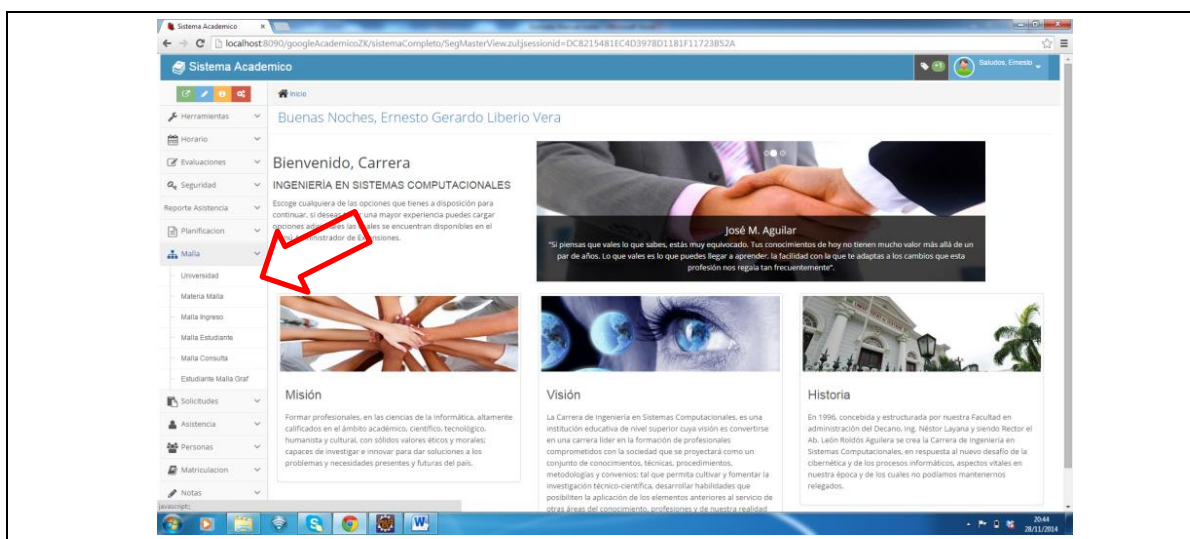 Sistema Academico
localhost:8090/googleAcademicoZK/sistemaCompleto/SegMasterView.zul;jsessionid=DC8215481EC4D3978D1181F11723B52A
Sistema Academico
+1
Saludos, Ernesto
Inicio
Herramientas
Horario
Evaluaciones
Seguridad
Reporte Asistencia
Planificacion
Malla
Universidad
Materia Malla
Malla Ingreso
Malla Estudiante
Malla Consulta
Estudiante Malla Graf
Solicitudes
Asistencia
Personas
Matriculacion
Notas
javascript:;
Buenas Noches, Ernesto Gerardo Liberio Vera
Bienvenido, Carrera
INGENIERÍA EN SISTEMAS COMPUTACIONALES
Escoge cualquiera de las opciones que tienes a disposición para
continuar, si deseas una mayor experiencia puedes cargar
opciones las cuales se encuentran disponibles en el
Administrador de Extensiones.
José M. Aguilar
"Si piensas que vales lo que sabes, estás muy equivocado. Tus conocimientos de hoy no tienen mucho valor más allá de un
par de años. Lo que vales es lo que puedes llegar a aprender, la facilidad con la que te adaptas a los cambios que esta
profesión nos regala tan frecuentemente".
Misión
Formar profesionales, en las ciencias de la informática, altamente
calificados en el ámbito académico, científico, tecnológico,
humanista y cultural, con sólidos valores éticos y morales;
capaces de investigar e innovar para dar soluciones a los
problemas y necesidades presentes y futuras del país.
Visión
La Carrera de Ingeniería en Sistemas Computacionales, es una
institución educativa de nivel superior cuya visión es convertirse
en una carrera líder en la formación de profesionales
comprometidos con la sociedad que se proyectará como un
conjunto de conocimientos, técnicas, procedimientos,
metodologías y convenios; tal que permita cultivar y fomentar la
investigación técnico-científica, desarrollar habilidades que
posibiliten la aplicación de los elementos anteriores al servicio de
otras áreas del conocimiento, profesiones y de nuestra realidad
Historia
En 1996, concebida y estructurada por nuestra Facultad en
administración del Decano, Ing. Néstor Layana y siendo Rector el
Ab. León Roldós Aguilera se crea la Carrera de Ingeniería en
Sistemas Computacionales, en respuesta al nuevo desafío de la
cibernética y de los procesos informáticos, aspectos vitales en
nuestra época y de los cuales no podíamos mantenernos
relegados.
20:44
28/11/2014